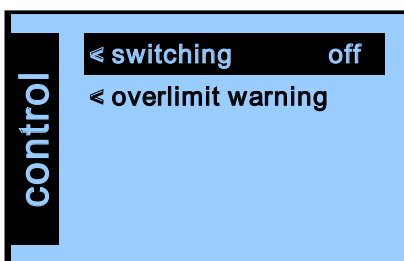 control
< switching off
< overlimit warning